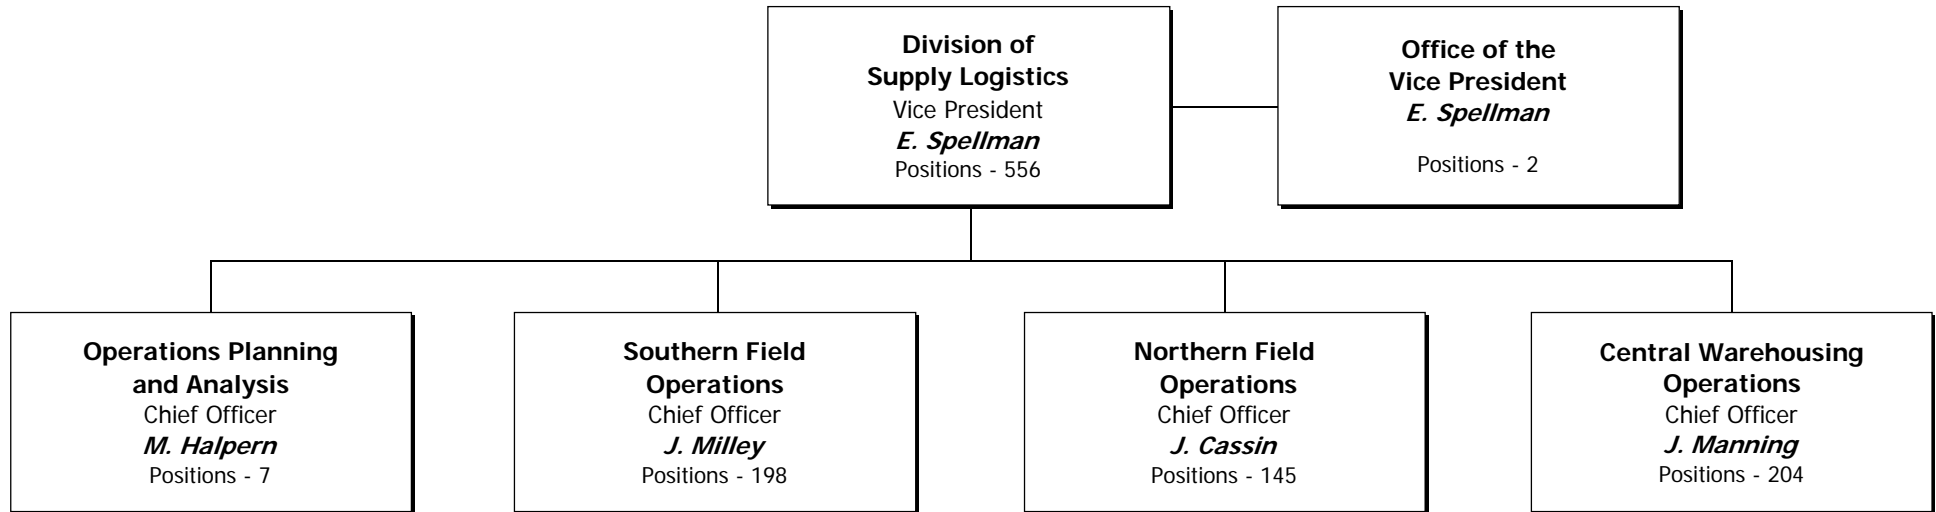 Division of
Supply Logistics
Vice President
E. Spellman
Positions - 556
Office of the
Vice President
E. Spellman
Positions - 2
Operations Planning
and Analysis
Chief Officer
M. Halpern
Positions - 7
Southern Field
Operations
Chief Officer
J. Milley
Positions - 198
Northern Field
Operations
Chief Officer
J. Cassin
Positions - 145
Central Warehousing
Operations
Chief Officer
J. Manning
Positions - 204